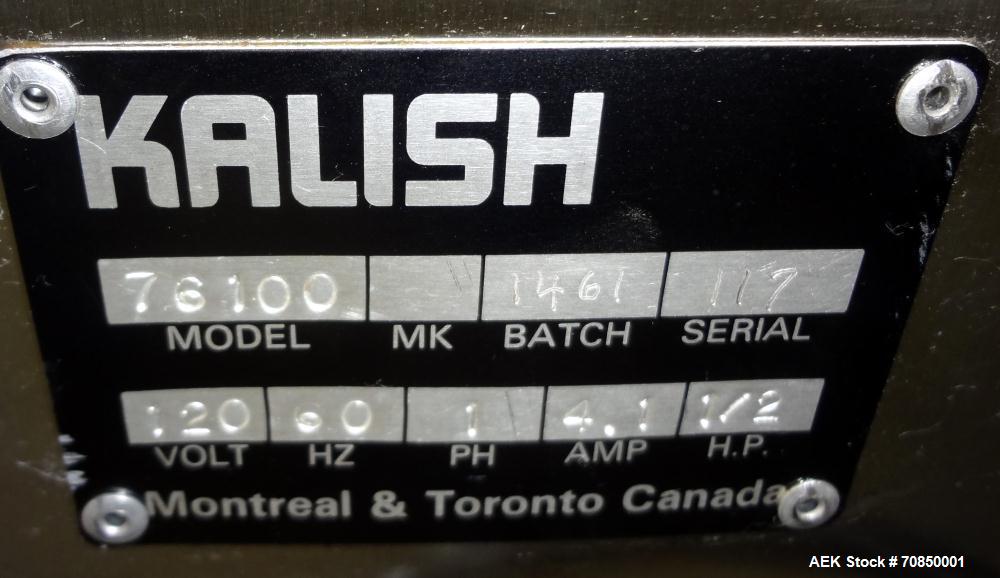 KALISH
76100 1461 117
MODEL MK BATCH SERIAL
120 60 1 4.1 1/2
VOLT HZ PH AMP H.P.
Montreal & Toronto Canada
AEK Stock # 70850001